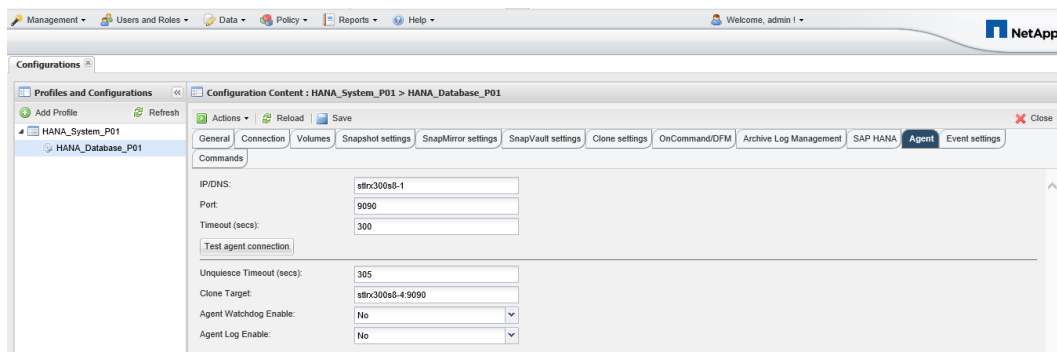 Management Users and Roles Data Policy Reports Help Welcome, admin !
NetApp
Configurations
Profiles and Configurations
Add Profile Refresh
HANA_System_P01
HANA_Database_P01
Configuration Content : HANA_System_P01 > HANA_Database_P01
Actions Reload Save Close
General Connection Volumes Snapshot settings SnapMirror settings SnapVault settings Clone settings OnCommand/DFM Archive Log Management SAP HANA Agent Event settings
Commands
IP/DNS: stlrx300s8-1
Port: 9090
Timeout (secs): 300
Test agent connection
Unquiesce Timeout (secs): 305
Clone Target: stlrx300s8-4:9090
Agent Watchdog Enable: No
Agent Log Enable: No